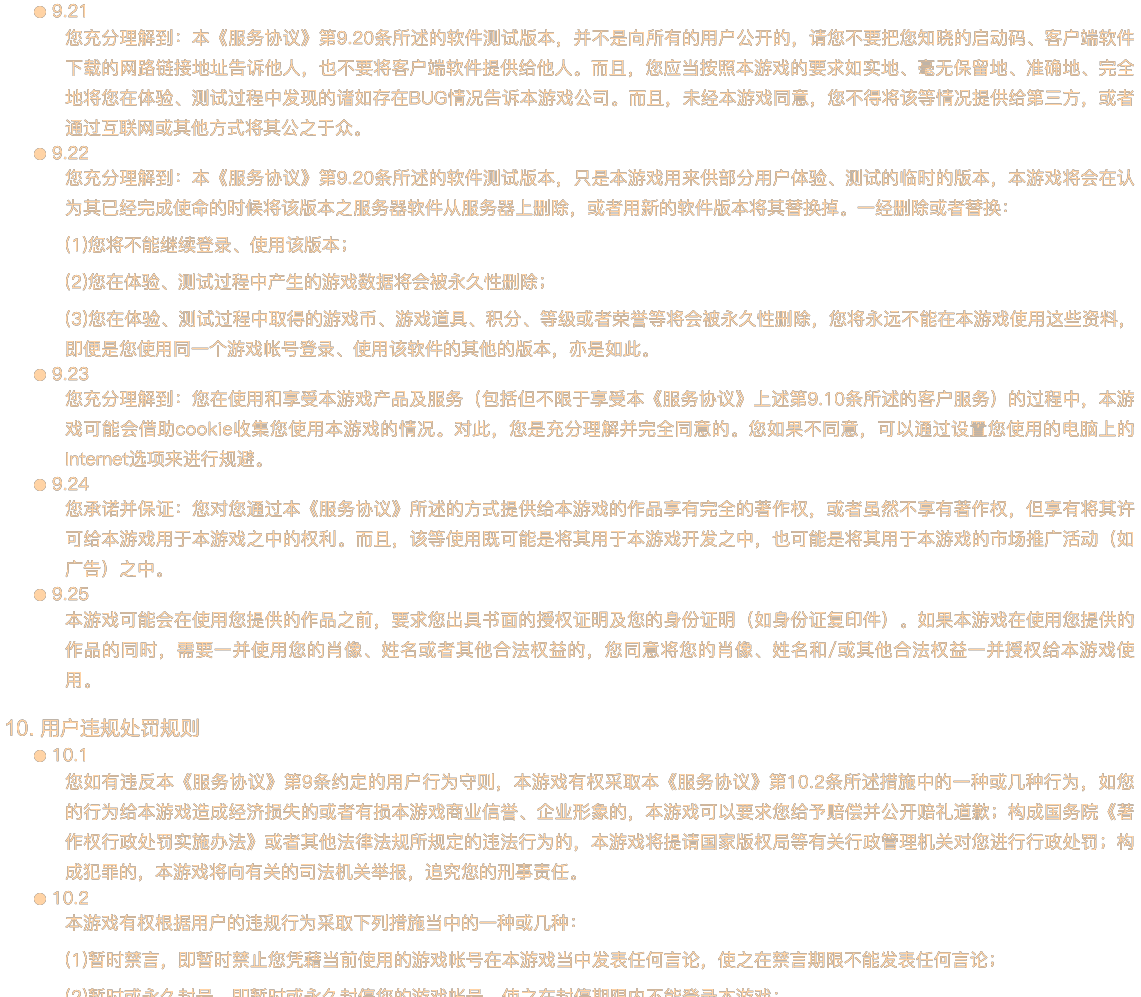 9.21
您充分理解到：本《服务协议》第9.20条所述的软件测试版本，并不是向所有的用户公开的，请您不要把您知晓的启动码、客户端软件
下载的网路链接地址告诉他人，也不要将客户端软件提供给他人。而且，您应当按照本游戏的要求如实地、毫无保留地、准确地、完全
地将您在体验、测试过程中发现的诸如存在BUG情况告诉本游戏公司。而且，未经本游戏同意，您不得将该等情况提供给第三方，或者
通过互联网或其他方式将其公之于众。
9.22
您充分理解到：本《服务协议》第9.20条所述的软件测试版本，只是本游戏用来供部分用户体验、测试的临时的版本，本游戏将会在认
为其已经完成使命的时候将该版本之服务器软件从服务器上删除，或者用新的软件版本将其替换掉。一经删除或者替换：
(1)您将不能继续登录、使用该版本；
(2)您在体验、测试过程中产生的游戏数据将会被永久性删除；
(3)您在体验、测试过程中取得的游戏币、游戏道具、积分、等级或者荣誉等将会被永久性删除，您将永远不能在本游戏使用这些资料，
即便是您使用同一个游戏帐号登录、使用该软件的其他的版本，亦是如此。
9.23
您充分理解到：您在使用和享受本游戏产品及服务（包括但不限于享受本《服务协议》上述第9.10条所述的客户服务）的过程中，本游
戏可能会借助cookie收集您使用本游戏的情况。对此，您是充分理解并完全同意的。您如果不同意，可以通过设置您使用的电脑上的
Internet选项来进行规避。
9.24
您承诺并保证：您对您通过本《服务协议》所述的方式提供给本游戏的作品享有完全的著作权，或者虽然不享有著作权，但享有将其许
可给本游戏用于本游戏之中的权利。而且，该等使用既可能是将其用于本游戏开发之中，也可能是将其用于本游戏的市场推广活动（如
广告）之中。
9.25
本游戏可能会在使用您提供的作品之前，要求您出具书面的授权证明及您的身份证明（如身份证复印件）。如果本游戏在使用您提供的
作品的同时，需要一并使用您的肖像、姓名或者其他合法权益的，您同意将您的肖像、姓名和/或其他合法权益一并授权给本游戏使
用。
10. 用户违规处罚规则
10.1
您如有违反本《服务协议》第9条约定的用户行为守则，本游戏有权采取本《服务协议》第10.2条所述措施中的一种或几种行为，如您
的行为给本游戏造成经济损失的或者有损本游戏商业信誉、企业形象的，本游戏可以要求您给予赔偿并公开赔礼道歉；构成国务院《著
作权行政处罚实施办法》或者其他法律法规所规定的违法行为的，本游戏将提请国家版权局等有关行政管理机关对您进行行政处罚；构
成犯罪的，本游戏将向有关的司法机关举报，追究您的刑事责任。
10.2
本游戏有权根据用户的违规行为采取下列措施当中的一种或几种：
(1)暂时禁言，即暂时禁止您凭藉当前使用的游戏帐号在本游戏当中发表任何言论，使之在禁言期限不能发表任何言论；
(2)暂时或永久封号，即暂时或永久封停您的游戏帐号，使之在封停期限内不能登录本游戏；